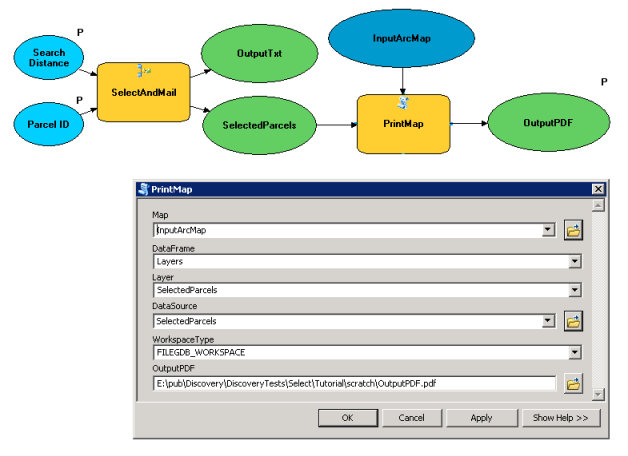 P
Search
Distance
OutputTxt
InputArcMap
SelectAndMail
P
P
Parcel ID
SelectedParcels
PrintMap
OutputPDF
PrintMap
Map
InputArcMap
DataFrame
Layers
Layer
SelectedParcels
DataSource
SelectedParcels
WorkspaceType
FILEGDB_WORKSPACE
OutputPDF
E:\pub\Discovery\DiscoveryTests\Select\Tutorial\scratch\OutputPDF.pdf
OK
Cancel
Apply
Show Help >>